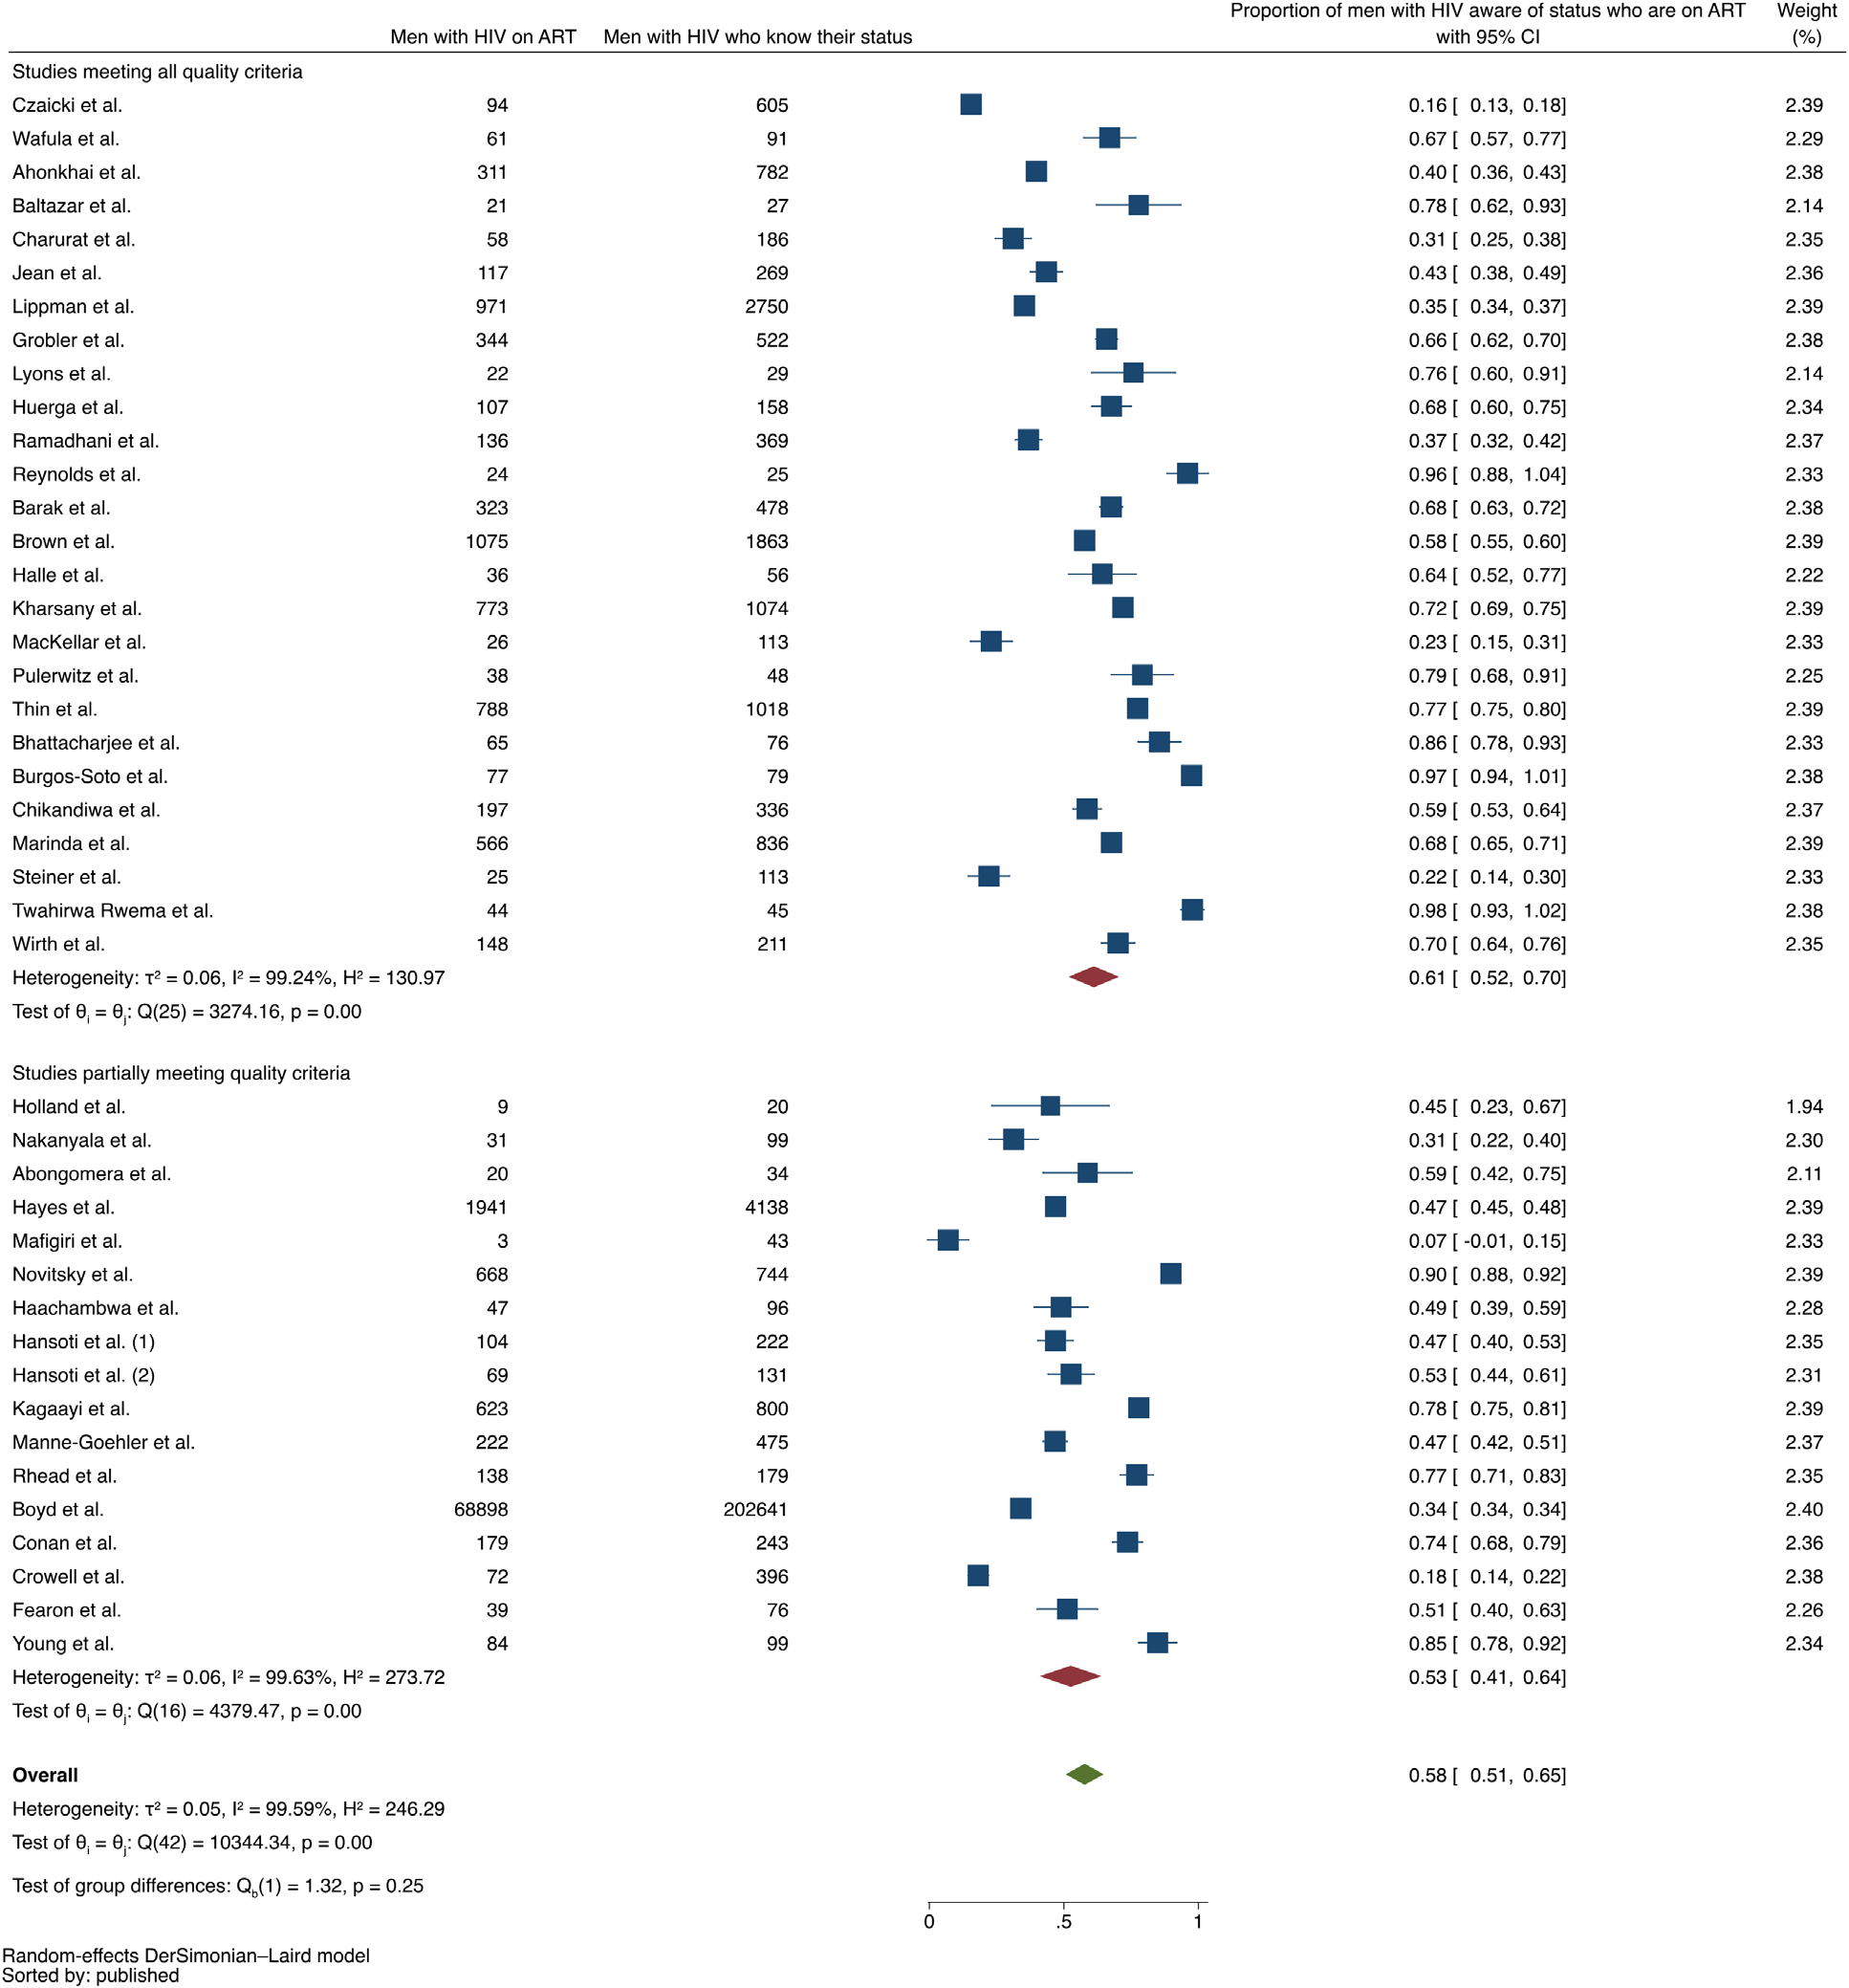 Proportion of men with HIV aware of status who are on ART Weight
Men with HIV on ART Men with HIV who know their status with 95% CI (%)
Studies meeting all quality criteria
Czaicki et al. 94 605 0.16 [ 0.13, 0.18] 2.39
Wafula et al. 61 91 0.67 [ 0.57, 0.77] 2.29
Ahonkhai et al. 311 782 0.40 [ 0.36, 0.43] 2.38
Baltazar et al. 21 27 0.78 [ 0.62, 0.93] 2.14
Charurat et al. 58 186 0.31 [ 0.25, 0.38] 2.35
Jean et al. 117 269 0.43 [ 0.38, 0.49] 2.36
Lippman et al. 971 2750 0.35 [ 0.34, 0.37] 2.39
Grobler et al. 344 522 0.66 [ 0.62, 0.70] 2.38
Lyons et al. 22 29 0.76 [ 0.60, 0.91] 2.14
Huerga et al. 107 158 0.68 [ 0.60, 0.75] 2.34
Ramadhani et al. 136 369 0.37 [ 0.32, 0.42] 2.37
Reynolds et al. 24 25 0.96 [ 0.88, 1.04] 2.33
Barak et al. 323 478 0.68 [ 0.63, 0.72] 2.38
Brown et al. 1075 1863 0.58 [ 0.55, 0.60] 2.39
Halle et al. 36 56 0.64 [ 0.52, 0.77] 2.22
Kharsany et al. 773 1074 0.72 [ 0.69, 0.75] 2.39
MacKellar et al. 26 113 0.23 [ 0.15, 0.31] 2.33
Pulerwitz et al. 38 48 0.79 [ 0.68, 0.91] 2.25
Thin et al. 788 1018 0.77 [ 0.75, 0.80] 2.39
Bhattacharjee et al. 65 76 0.86 [ 0.78, 0.93] 2.33
Burgos-Soto et al. 77 79 0.97 [ 0.94, 1.01] 2.38
Chikandiwa et al. 197 336 0.59 [ 0.53, 0.64] 2.37
Marinda et al. 566 836 0.68 [ 0.65, 0.71] 2.39
Steiner et al. 25 113 0.22 [ 0.14, 0.30] 2.33
Twahirwa Rwema et al. 44 45 0.98 [ 0.93, 1.02] 2.38
Wirth et al. 148 211 0.70 [ 0.64, 0.76] 2.35
Heterogeneity: τ² = 0.06, I² = 99.24%, H² = 130.97 0.61 [ 0.52, 0.70]
Test of θi = θj: Q(25) = 3274.16, p = 0.00
Studies partially meeting quality criteria
Holland et al. 9 20 0.45 [ 0.23, 0.67] 1.94
Nakanyala et al. 31 99 0.31 [ 0.22, 0.40] 2.30
Abongomera et al. 20 34 0.59 [ 0.42, 0.75] 2.11
Hayes et al. 1941 4138 0.47 [ 0.45, 0.48] 2.39
Mafigiri et al. 3 43 0.07 [ -0.01, 0.15] 2.33
Novitsky et al. 668 744 0.90 [ 0.88, 0.92] 2.39
Haachambwa et al. 47 96 0.49 [ 0.39, 0.59] 2.28
Hansoti et al. (1) 104 222 0.47 [ 0.40, 0.53] 2.35
Hansoti et al. (2) 69 131 0.53 [ 0.44, 0.61] 2.31
Kagaayi et al. 623 800 0.78 [ 0.75, 0.81] 2.39
Manne-Goehler et al. 222 475 0.47 [ 0.42, 0.51] 2.37
Rhead et al. 138 179 0.77 [ 0.71, 0.83] 2.35
Boyd et al. 68898 202641 0.34 [ 0.34, 0.34] 2.40
Conan et al. 179 243 0.74 [ 0.68, 0.79] 2.36
Crowell et al. 72 396 0.18 [ 0.14, 0.22] 2.38
Fearon et al. 39 76 0.51 [ 0.40, 0.63] 2.26
Young et al. 84 99 0.85 [ 0.78, 0.92] 2.34
Heterogeneity: τ² = 0.06, I² = 99.63%, H² = 273.72 0.53 [ 0.41, 0.64]
Test of θi = θj: Q(16) = 4379.47, p = 0.00
Overall 0.58 [ 0.51, 0.65]
Heterogeneity: τ² = 0.05, I² = 99.59%, H² = 246.29
Test of θi = θj: Q(42) = 10344.34, p = 0.00
Test of group differences: Qb(1) = 1.32, p = 0.25
0 .5 1
Random-effects DerSimonian–Laird model
Sorted by: published